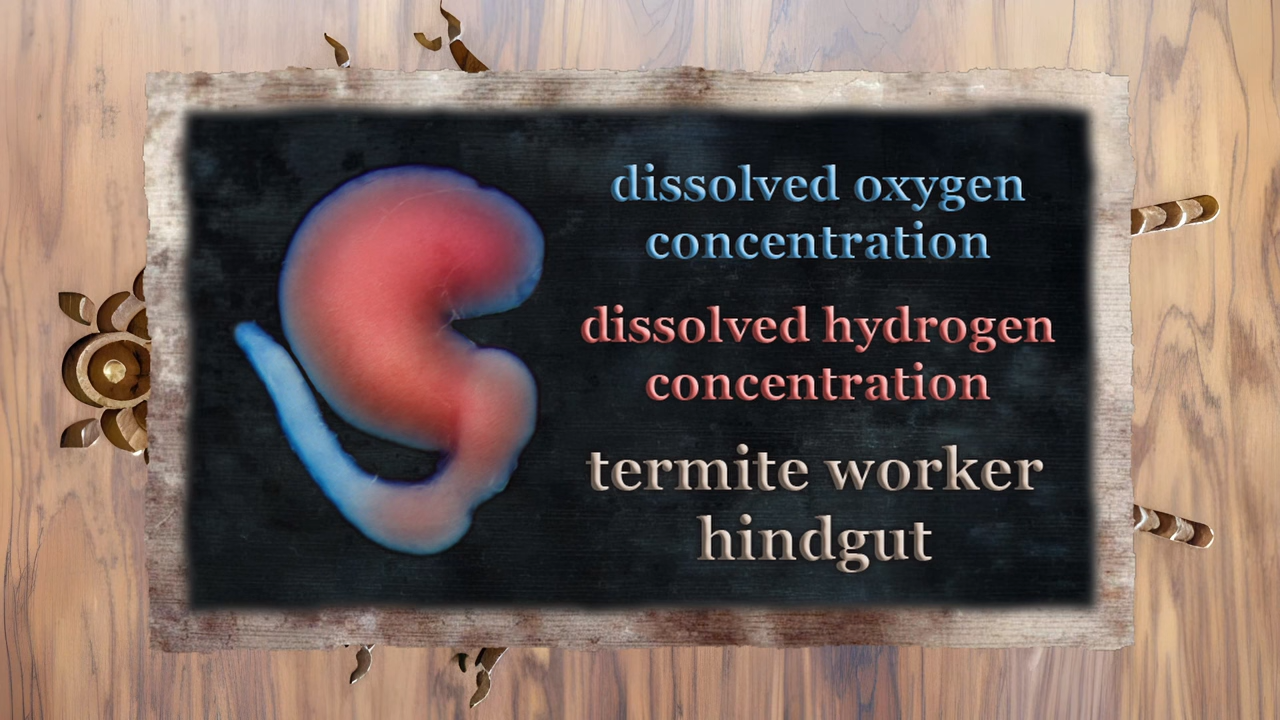 dissolved oxygen
concentration
dissolved hydrogen
concentration
termite worker
hindgut